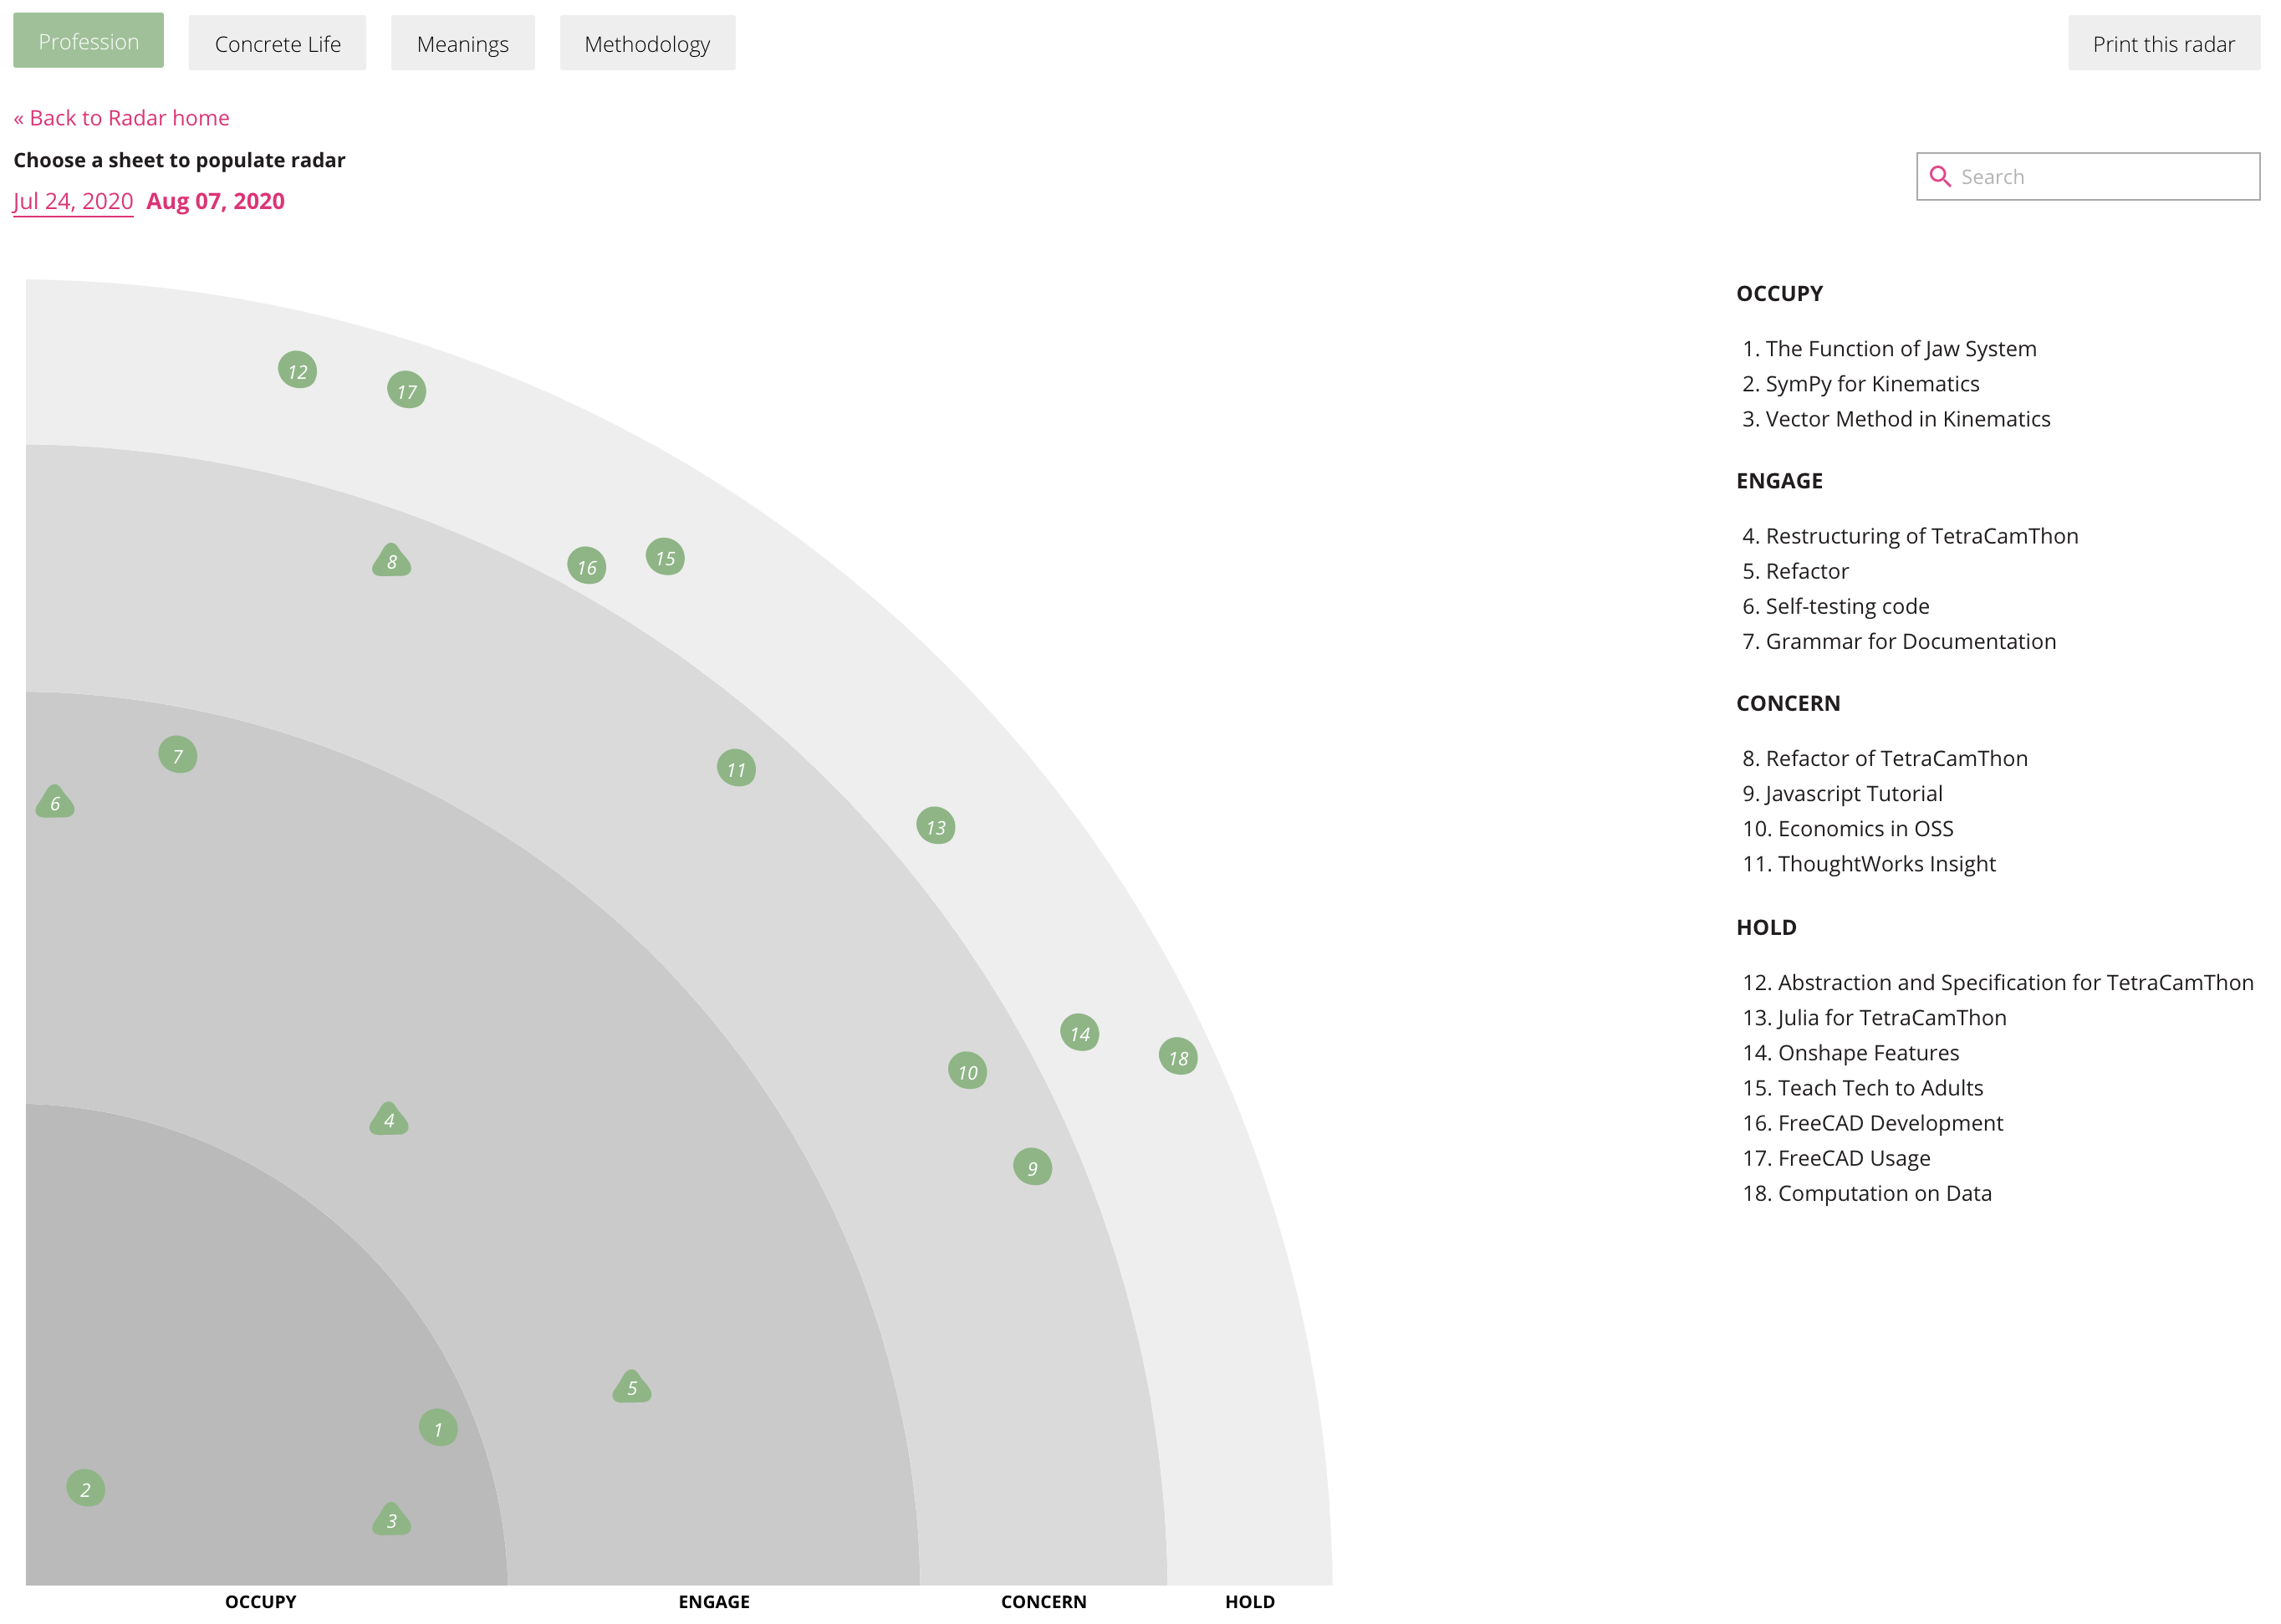 Profession Concrete Life Meanings Methodology Print this radar
« Back to Radar home
Choose a sheet to populate radar
Jul 24, 2020 Aug 07, 2020
Search
12
17
8
16
15
7
6
11
13
14
18
10
4
9
5
1
2
3
OCCUPY ENGAGE CONCERN HOLD
OCCUPY
1. The Function of Jaw System
2. SymPy for Kinematics
3. Vector Method in Kinematics
ENGAGE
4. Restructuring of TetraCamThon
5. Refactor
6. Self-testing code
7. Grammar for Documentation
CONCERN
8. Refactor of TetraCamThon
9. Javascript Tutorial
10. Economics in OSS
11. ThoughtWorks Insight
HOLD
12. Abstraction and Specification for TetraCamThon
13. Julia for TetraCamThon
14. Onshape Features
15. Teach Tech to Adults
16. FreeCAD Development
17. FreeCAD Usage
18. Computation on Data